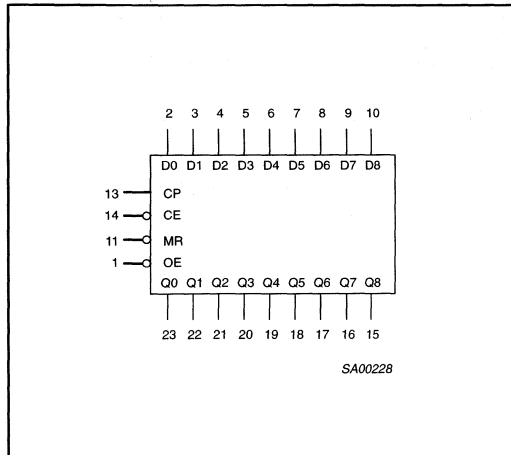 2 3 4 5 6 7 8 9 10
D0 D1 D2 D3 D4 D5 D6 D7 D8
13 CP
14 CE
11 MR
1 OE
Q0 Q1 Q2 Q3 Q4 Q5 Q6 Q7 Q8
23 22 21 20 19 18 17 16 15
SA00228